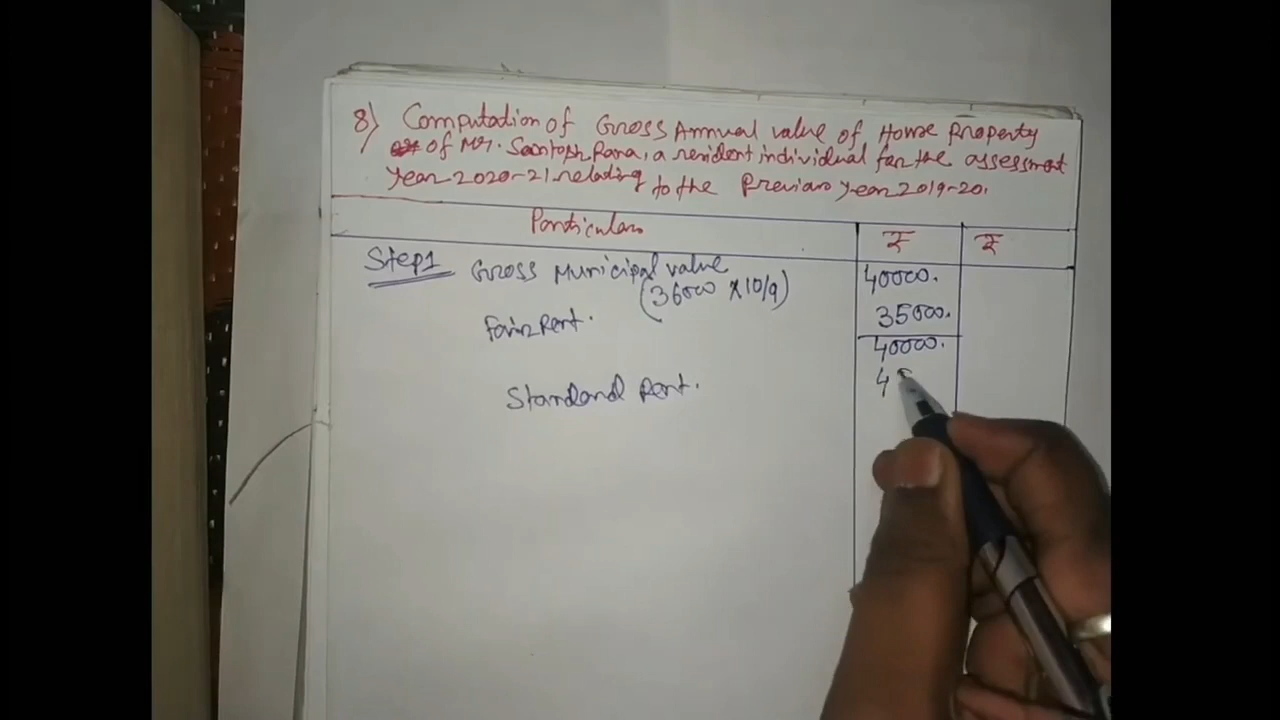 8) Computation of Gross Annual value of House Property
of Mr. Santosh Rana, a resident individual for the assessment
Year 2020-21 relating to the Previous Year 2019-20.
Particulars ₹ ₹
Step1 Gross Municipal value 40000.
(36000 x10/9)
Fair Rent. 35000.
40000.
Standard Rent. 4